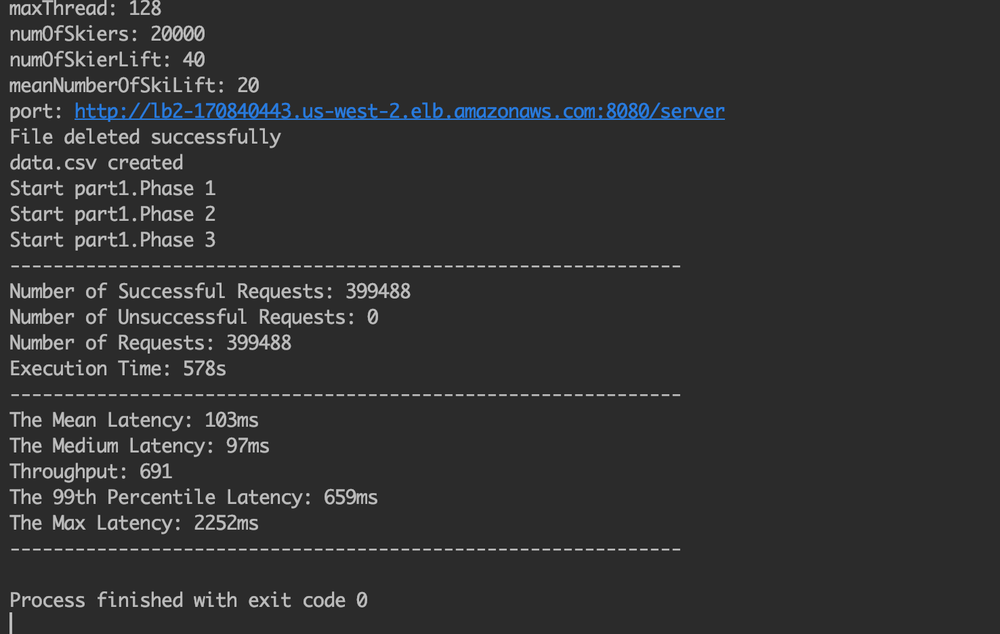 maxThread: 128
numOfSkiers: 20000
numOfSkierLift: 40
meanNumberOfSkiLift: 20
port: http://lb2-170840443.us-west-2.elb.amazonaws.com:8080/server
File deleted successfully
data.csv created
Start part1.Phase 1
Start part1.Phase 2
Start part1.Phase 3
--------------------------------------------------------------
Number of Successful Requests: 399488
Number of Unsuccessful Requests: 0
Number of Requests: 399488
Execution Time: 578s
--------------------------------------------------------------
The Mean Latency: 103ms
The Medium Latency: 97ms
Throughput: 691
The 99th Percentile Latency: 659ms
The Max Latency: 2252ms
--------------------------------------------------------------
Process finished with exit code 0